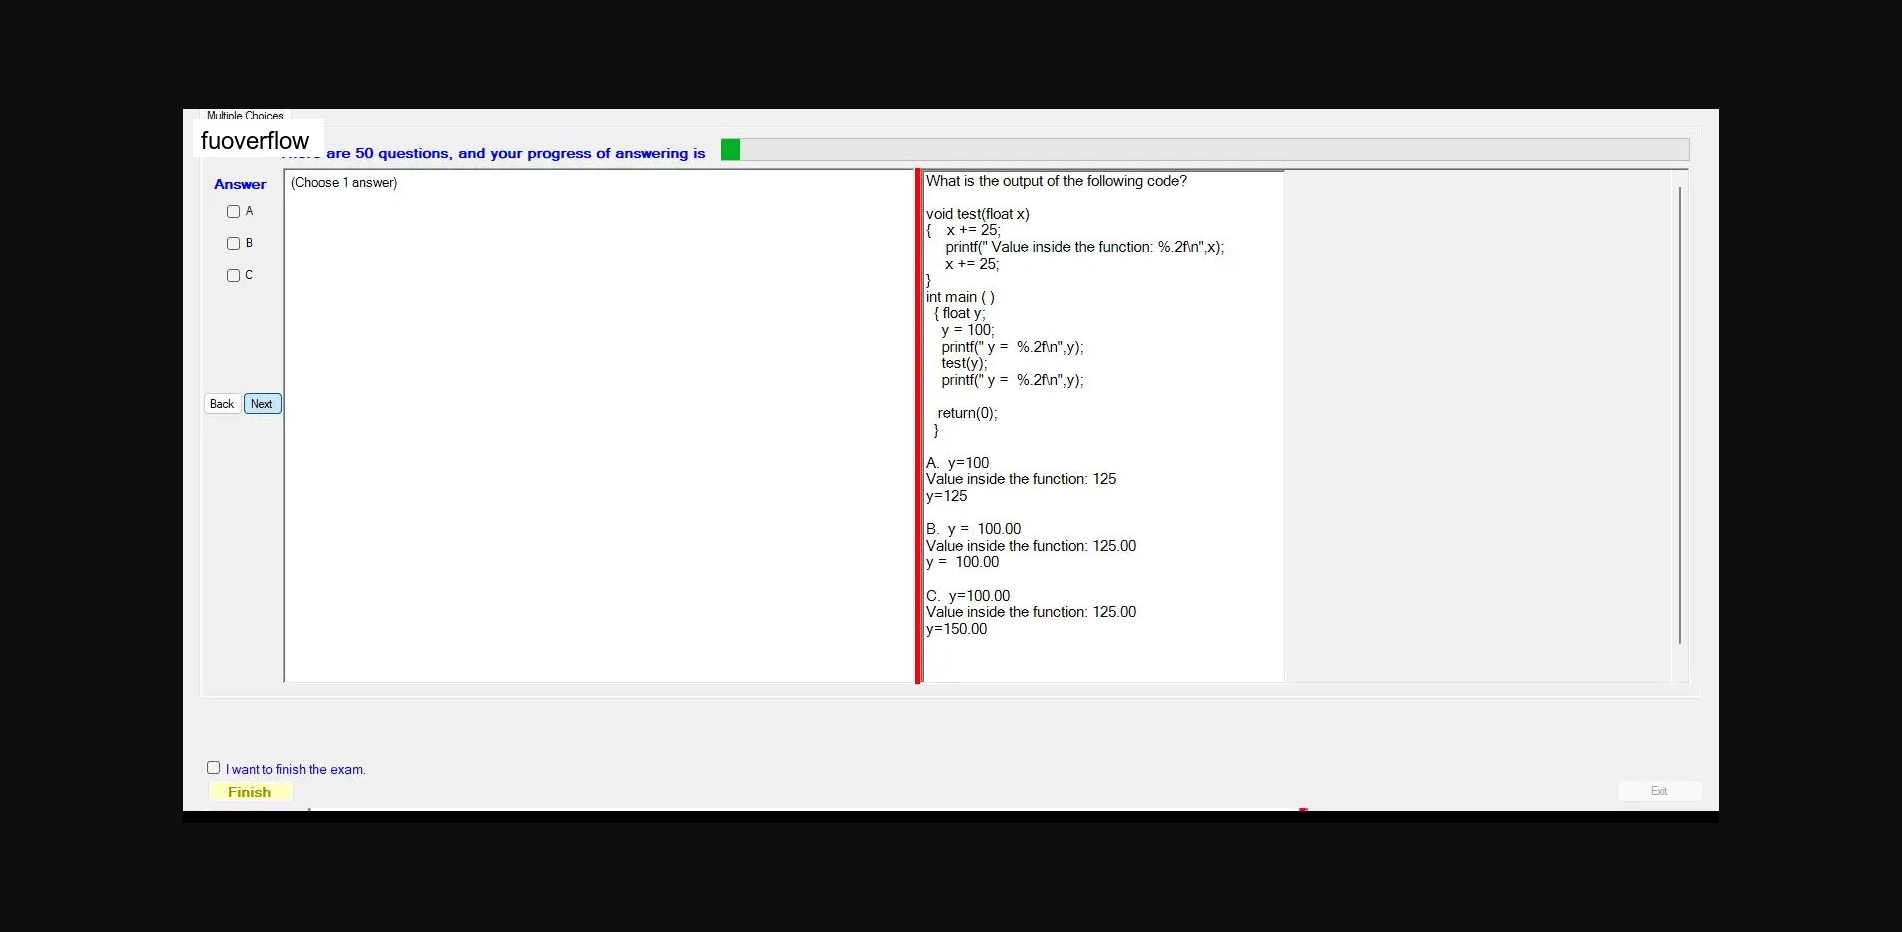 Multiple Choices
fuoverflow
are 50 questions, and your progress of answering is
Answer
A
B
C
Back
Next
(Choose 1 answer)
What is the output of the following code?
void test(float x)
{ x += 25;
printf(" Value inside the function: %.2f\n",x);
x += 25;
}
int main ( )
{ float y;
y = 100;
printf(" y = %.2f\n",y);
test(y);
printf(" y = %.2f\n",y);
return(0);
}
A. y=100
Value inside the function: 125
y=125
B. y = 100.00
Value inside the function: 125.00
y = 100.00
C. y=100.00
Value inside the function: 125.00
y=150.00
I want to finish the exam.
Finish
Exit